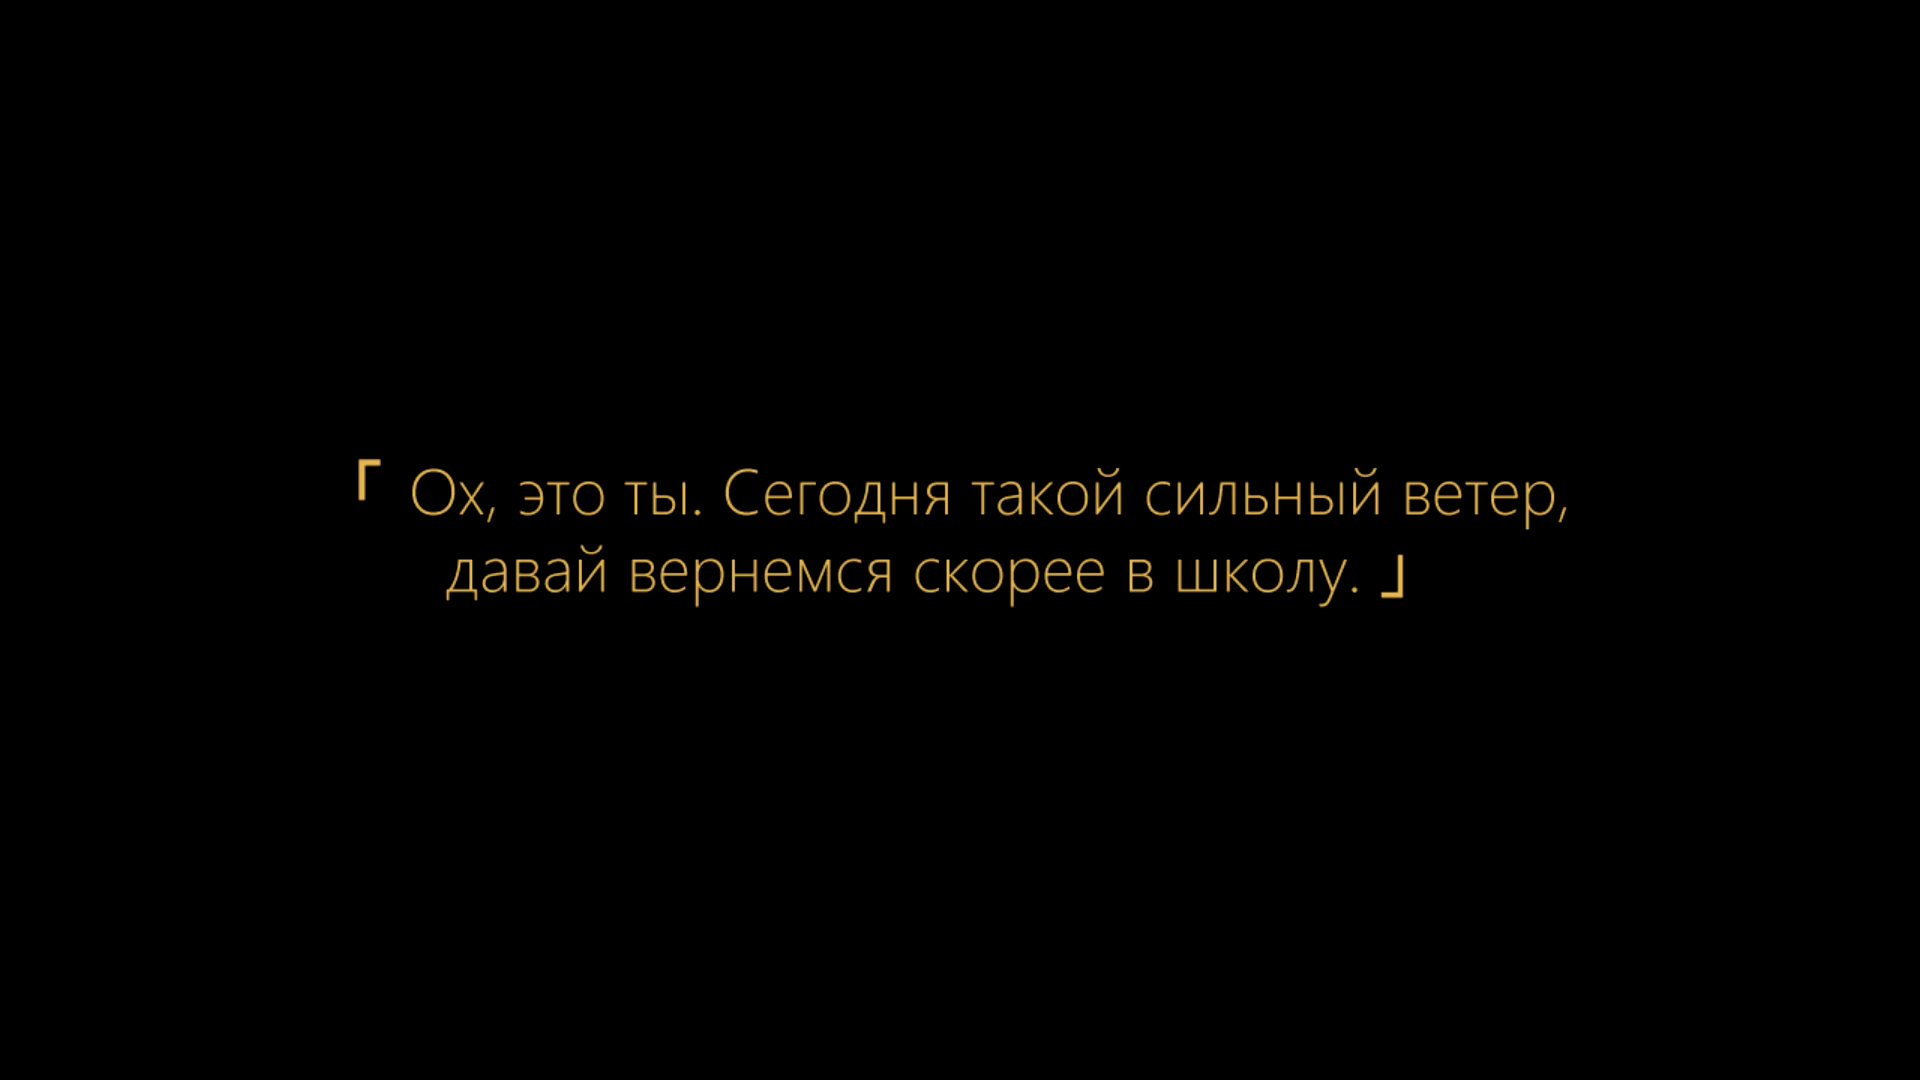 「 Ох, это ты. Сегодня такой сильный ветер,
давай вернемся скорее в школу. 」